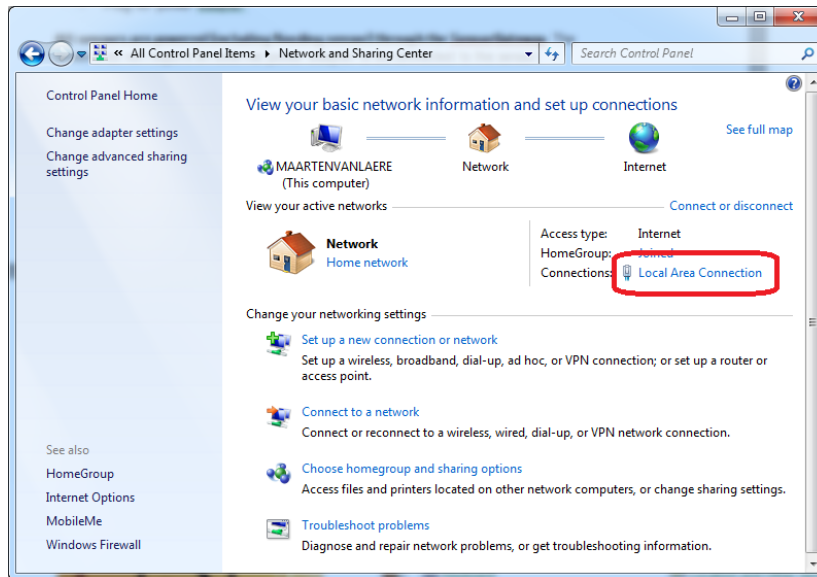 « All Control Panel Items ▸ Network and Sharing Center
Search Control Panel
Control Panel Home
Change adapter settings
Change advanced sharing
settings
View your basic network information and set up connections
See full map
MAARTENVANLAERE
(This computer)
Network
Internet
View your active networks
Connect or disconnect
Network
Home network
Access type: Internet
HomeGroup: Joined
Connections: Local Area Connection
Change your networking settings
Set up a new connection or network
Set up a wireless, broadband, dial-up, ad hoc, or VPN connection; or set up a router or
access point.
Connect to a network
Connect or reconnect to a wireless, wired, dial-up, or VPN network connection.
Choose homegroup and sharing options
Access files and printers located on other network computers, or change sharing settings.
Troubleshoot problems
Diagnose and repair network problems, or get troubleshooting information.
See also
HomeGroup
Internet Options
MobileMe
Windows Firewall